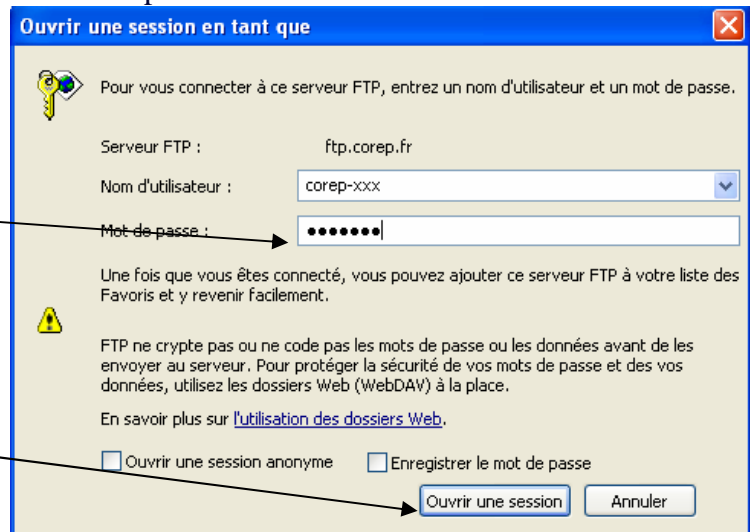 Ouvrir une session en tant que
Pour vous connecter à ce serveur FTP, entrez un nom d'utilisateur et un mot de passe.
Serveur FTP : ftp.corep.fr
Nom d'utilisateur : corep-xxx
Mot de passe : •••••••
Une fois que vous êtes connecté, vous pouvez ajouter ce serveur FTP à votre liste des
Favoris et y revenir facilement.
FTP ne crypte pas ou ne code pas les mots de passe ou les données avant de les
envoyer au serveur. Pour protéger la sécurité de vos mots de passe et des vos
données, utilisez les dossiers Web (WebDAV) à la place.
En savoir plus sur l'utilisation des dossiers Web.
Ouvrir une session anonyme Enregistrer le mot de passe
Ouvrir une session Annuler